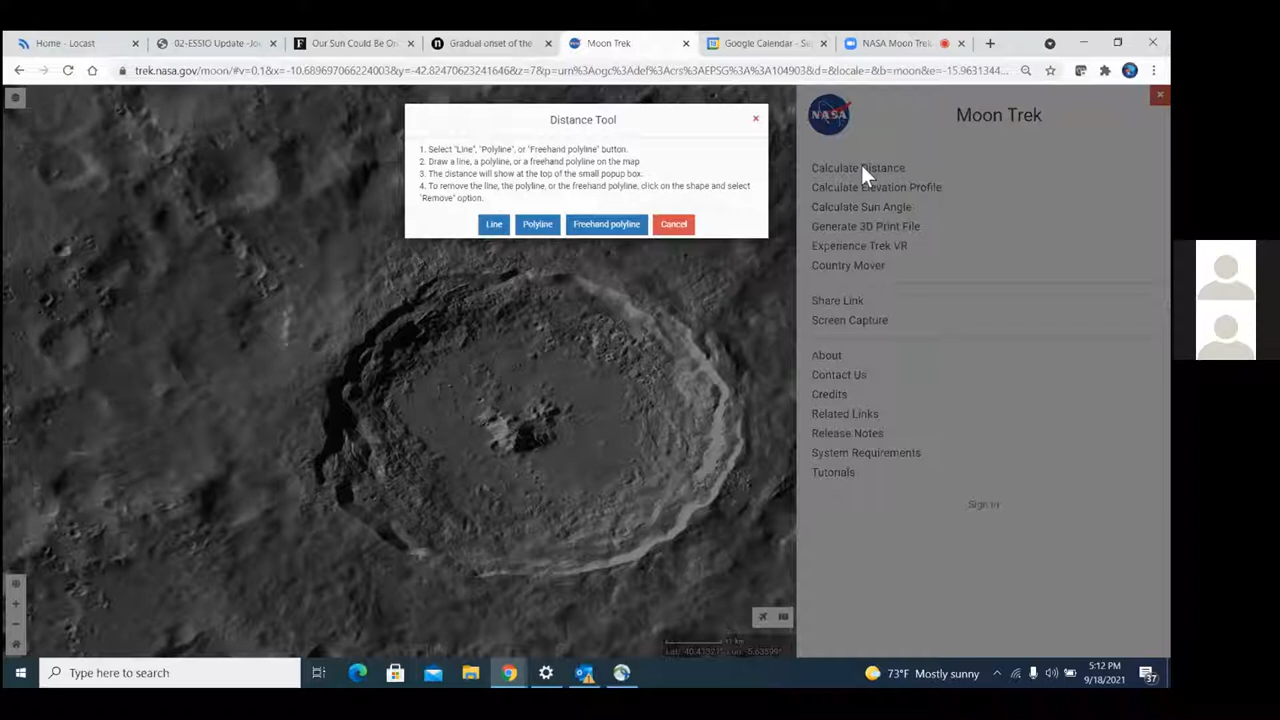 Home - Locast
02-ESSIO Update -Jo
Our Sun Could Be Or
Gradual onset of the
Moon Trek
Google Calendar - Se
NASA Moon Trek
trek.nasa.gov/moon/#v=0.1&x=-10.689697066224003&y=-42.82470623241646&z=7&p=urn%3Aogc%3Adef%3Acrs%3AEPSG%3A%3A104903&d=&locale=&b=moon&e=-15.9631344...
Distance Tool
1. Select "Line", "Polyline", or "Freehand polyline" button.
2. Draw a line, a polyline, or a freehand polyline on the map
3. The distance will show at the top of the small popup box.
4. To remove the line, the polyline, or the freehand polyline, click on the shape and select
"Remove" option.
Line
Polyline
Freehand polyline
Cancel
NASA
Moon Trek
Calculate Distance
Calculate Elevation Profile
Calculate Sun Angle
Generate 3D Print File
Experience Trek VR
Country Mover
Share Link
Screen Capture
About
Contact Us
Credits
Related Links
Release Notes
System Requirements
Tutorials
Sign In
Type here to search
73°F Mostly sunny
5:12 PM
9/18/2021
37